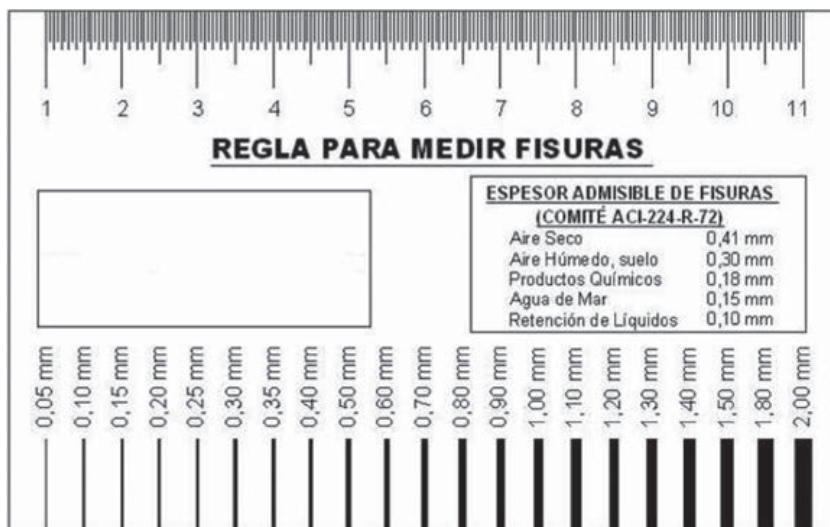 1 2 3 4 5 6 7 8 9 10 11
REGLA PARA MEDIR FISURAS
ESPESOR ADMISIBLE DE FISURAS
(COMITÉ ACI-224-R-72)
Aire Seco 0,41 mm
Aire Húmedo, suelo 0,30 mm
Productos Químicos 0,18 mm
Agua de Mar 0,15 mm
Retención de Líquidos 0,10 mm
0,05 mm 0,10 mm 0,15 mm 0,20 mm 0,25 mm 0,30 mm 0,35 mm 0,40 mm 0,50 mm 0,60 mm 0,70 mm 0,80 mm 0,90 mm 1,00 mm 1,10 mm 1,20 mm 1,30 mm 1,40 mm 1,50 mm 1,80 mm 2,00 mm